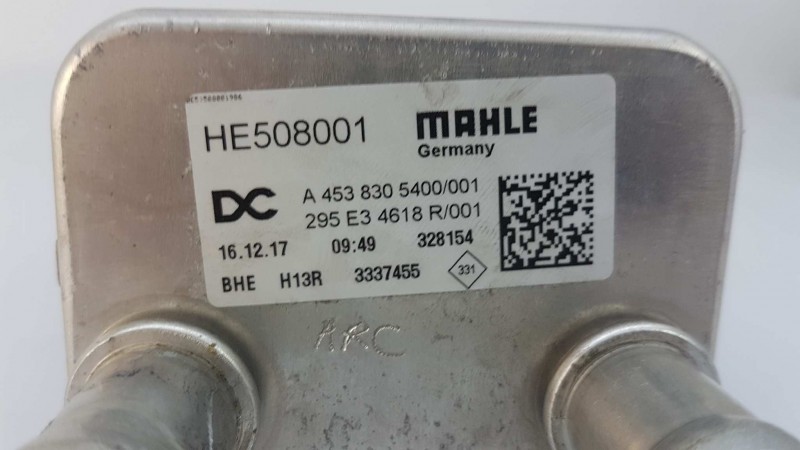 HE508001
MAHLE
Germany
DC
A 453 830 5400/001
295 E3 4618 R/001
16.12.17 09:49 328154
BHE H13R 3337455 331
ARC